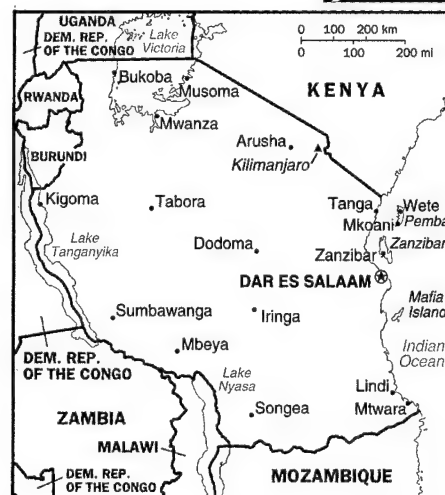 UGANDA
DEM. REP.
OF THE CONGO
Lake
Victoria
0 100 200 km
0 100 200 mi
RWANDA
Bukoba
Musoma
KENYA
Mwanza
BURUNDI
Arusha
Kilimanjaro
Kigoma
Tabora
Tanga
Wete
Mkoani
Pemba
Lake
Tanganyika
Dodoma
Zanzibar
Zanzibar
DAR ES SALAAM
Mafia
Island
Sumbawanga
Iringa
Indian
Ocean
DEM. REP.
OF THE CONGO
Mbeya
Lake
Nyasa
Lindi
Mtwara
Songea
ZAMBIA
MALAWI
DEM. REP.
OF THE CONGO
MOZAMBIQUE